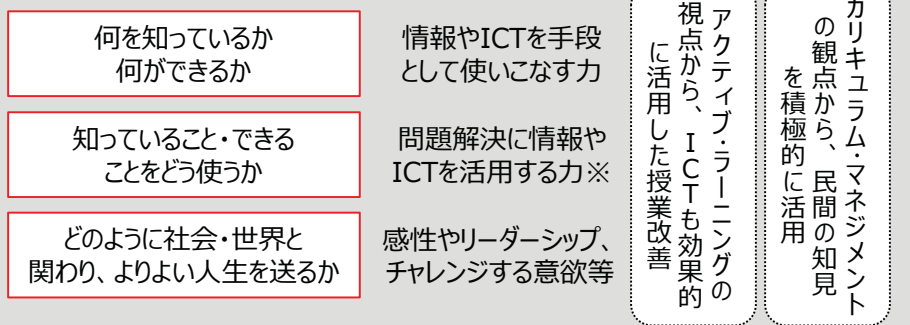 何を知っているか
何ができるか
情報やICTを手段
として使いこなす力
知っていること・できる
ことをどう使うか
問題解決に情報や
ICTを活用する力※
どのように社会・世界と
関わり、よりよい人生を送るか
感性やリーダーシップ、
チャレンジする意欲等
アクティブ・ラーニングの
視点から、ICTも効果的
に活用した授業改善
カリキュラム・マネジメント
の観点から、民間の知見
を積極的に活用